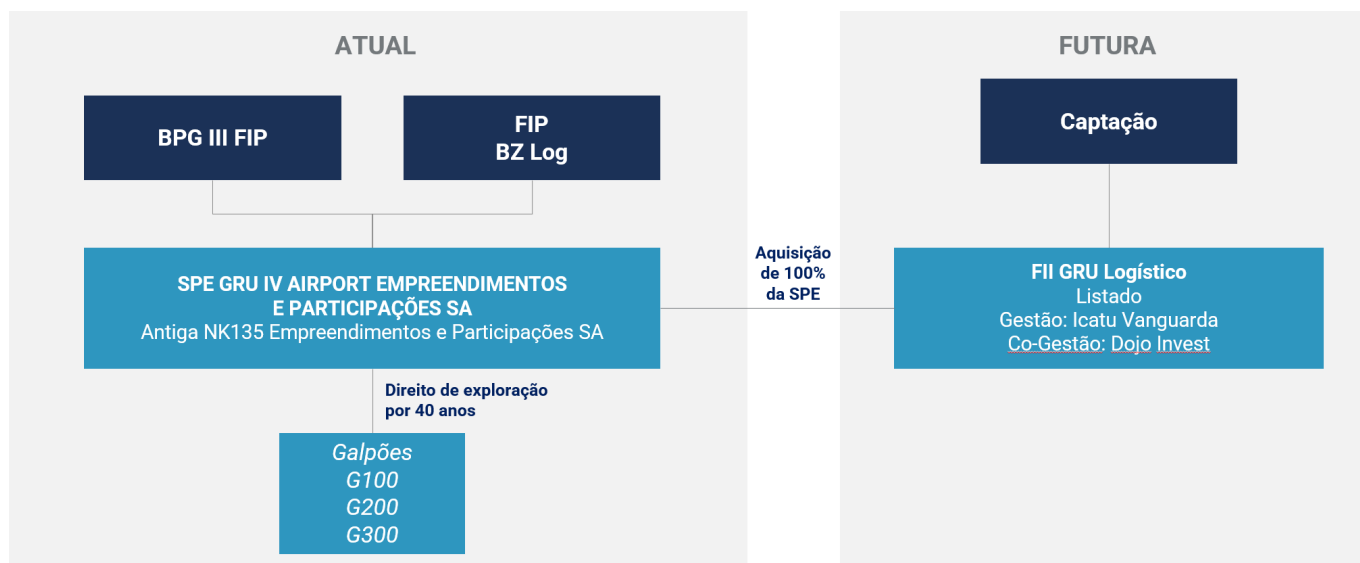 ATUAL
BPG III FIP
FIP
BZ Log
SPE GRU IV AIRPORT EMPREENDIMENTOS
E PARTICIPAÇÕES SA
Antiga NK135 Empreendimentos e Participações SA
Direito de exploração
por 40 anos
Galpões
G100
G200
G300
Aquisição
de 100%
da SPE
FUTURA
Captação
FII GRU Logístico
Listado
Gestão: Icatu Vanguarda
Co-Gestão: Dojo Invest